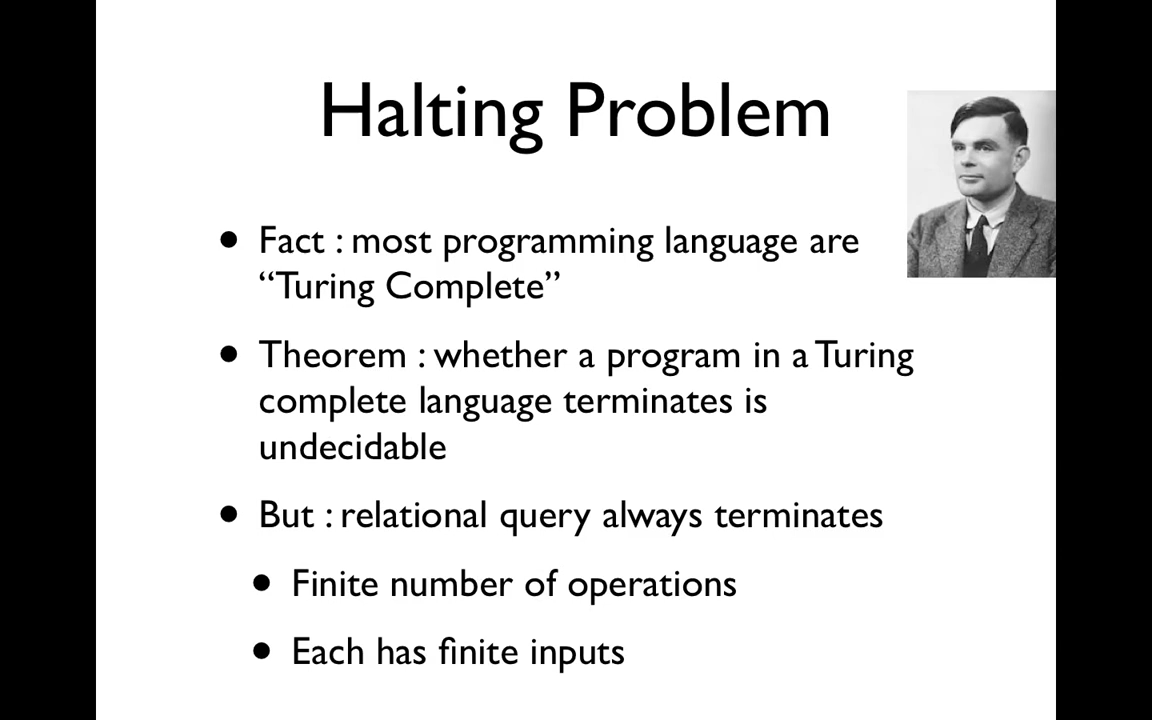 Halting Problem
• Fact : most programming language are
“Turing Complete”
• Theorem : whether a program in a Turing
complete language terminates is
undecidable
• But : relational query always terminates
• Finite number of operations
• Each has finite inputs